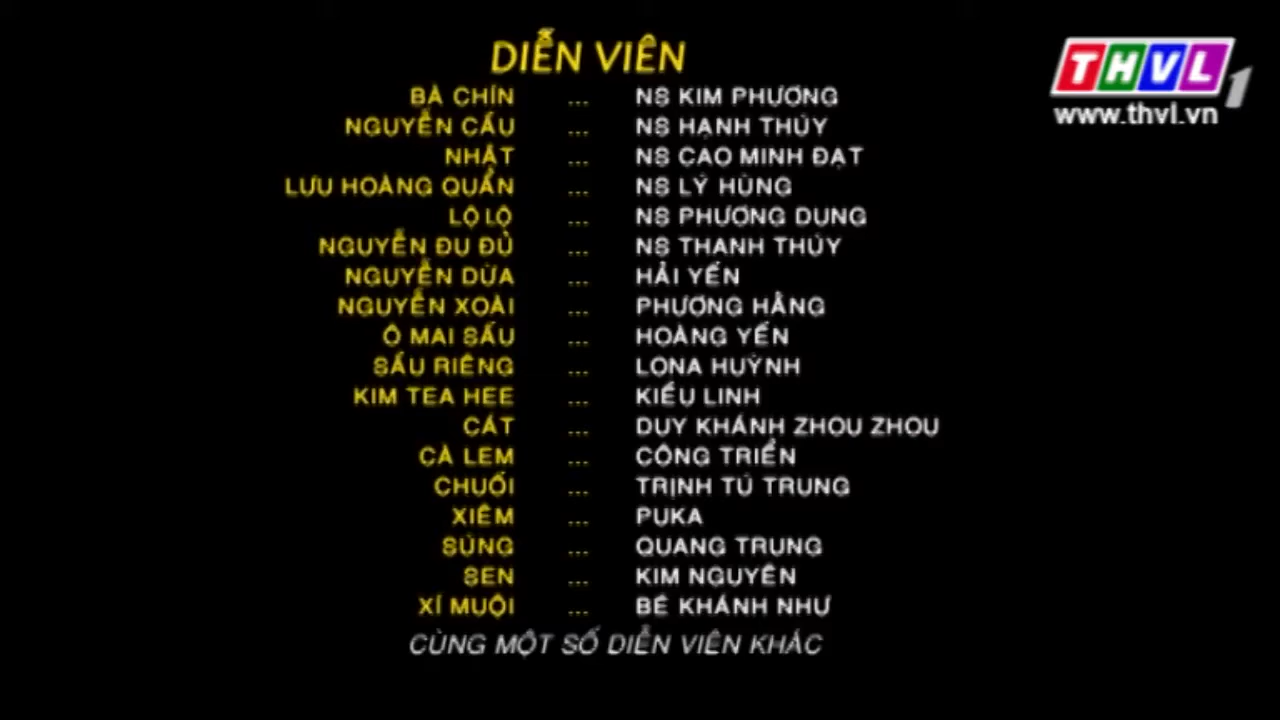 DIỄN VIÊN
THVL1
www.thvl.vn
BÀ CHÍN ... NS KIM PHƯƠNG
NGUYỄN CẦU ... NS HẠNH THÚY
NHẬT ... NS CAO MINH ĐẠT
LƯU HOÀNG QUẨN ... NS LÝ HÙNG
LỘ LỘ ... NS PHƯƠNG DUNG
NGUYỄN ĐU ĐỦ ... NS THANH THÚY
NGUYỄN DỪA ... HẢI YẾN
NGUYỄN XOÀI ... PHƯƠNG HẰNG
Ô MAI SẤU ... HOÀNG YẾN
SẦU RIÊNG ... LONA HUỲNH
KIM TEA HEE ... KIỀU LINH
CÁT ... DUY KHÁNH ZHOU ZHOU
CÀ LEM ... CÔNG TRIỂN
CHUỐI ... TRỊNH TÚ TRUNG
XIÊM ... PUKA
SÚNG ... QUANG TRUNG
SEN ... KIM NGUYÊN
XÍ MUỘI ... BÉ KHÁNH NHƯ
CÙNG MỘT SỐ DIỄN VIÊN KHÁC